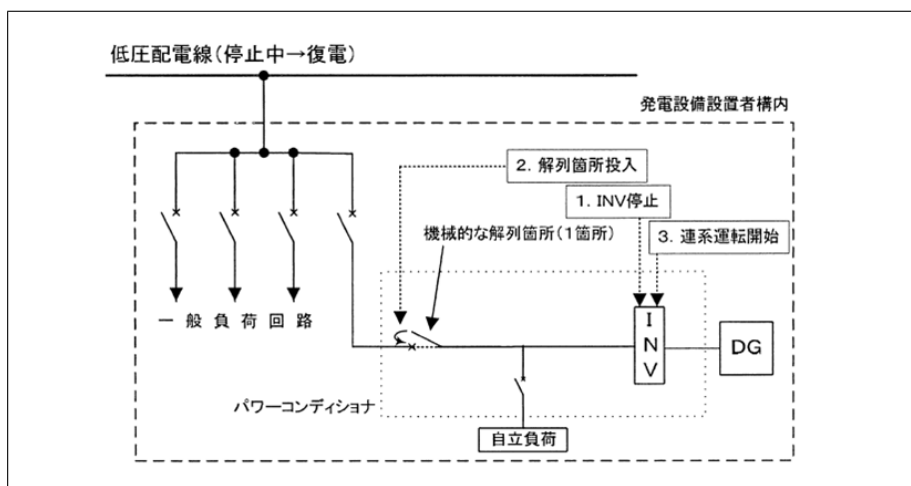 低圧配電線（停止中→復電）
発電設備設置者構内
2．解列箇所投入
1．INV停止
機械的な解列箇所（1箇所）
3．連系運転開始
一般負荷回路
INV
DG
パワーコンディショナ
自立負荷